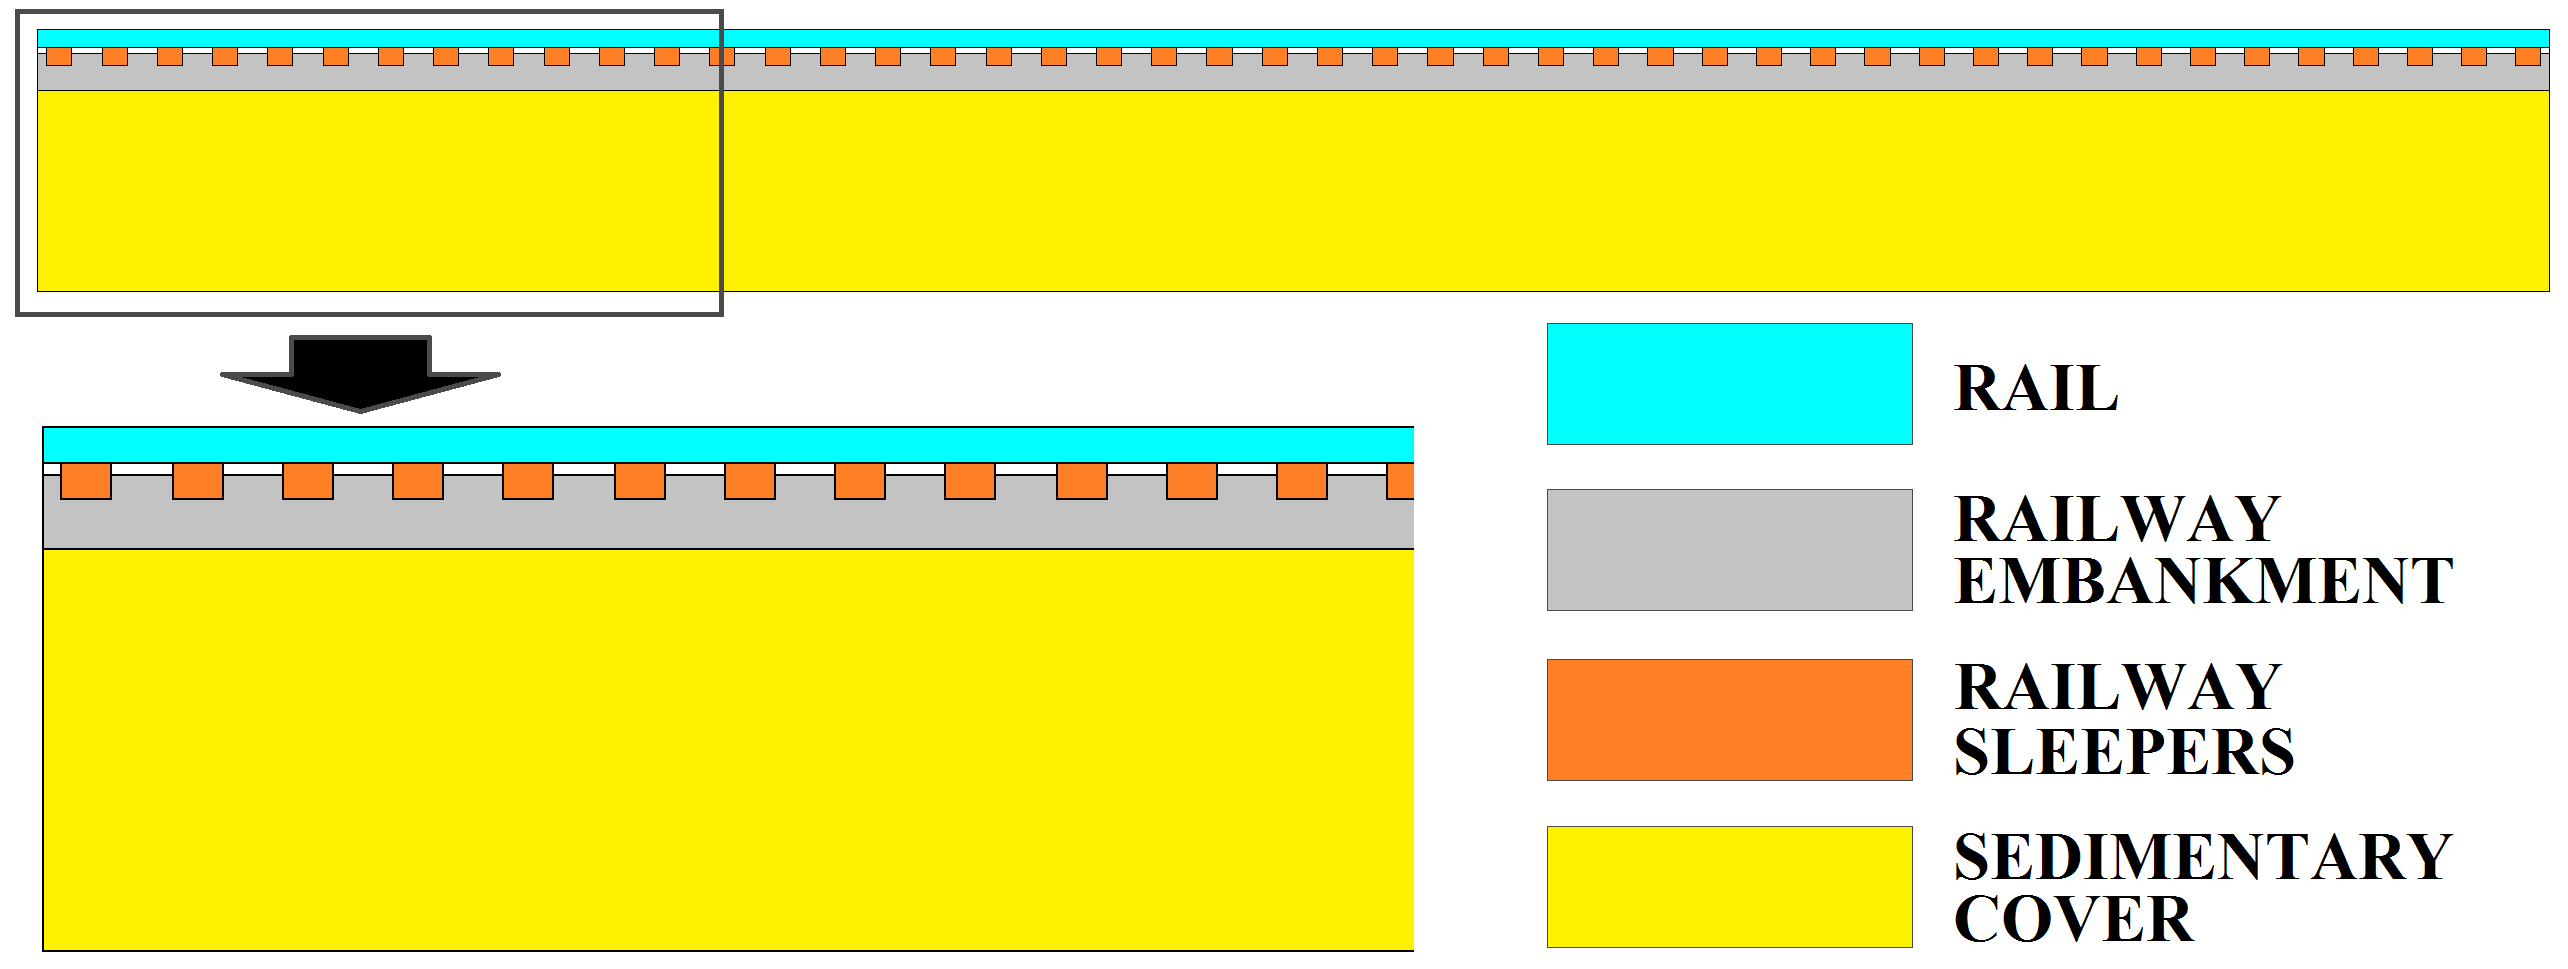 RAIL
RAILWAY
EMBANKMENT
RAILWAY
SLEEPERS
SEDIMENTARY
COVER